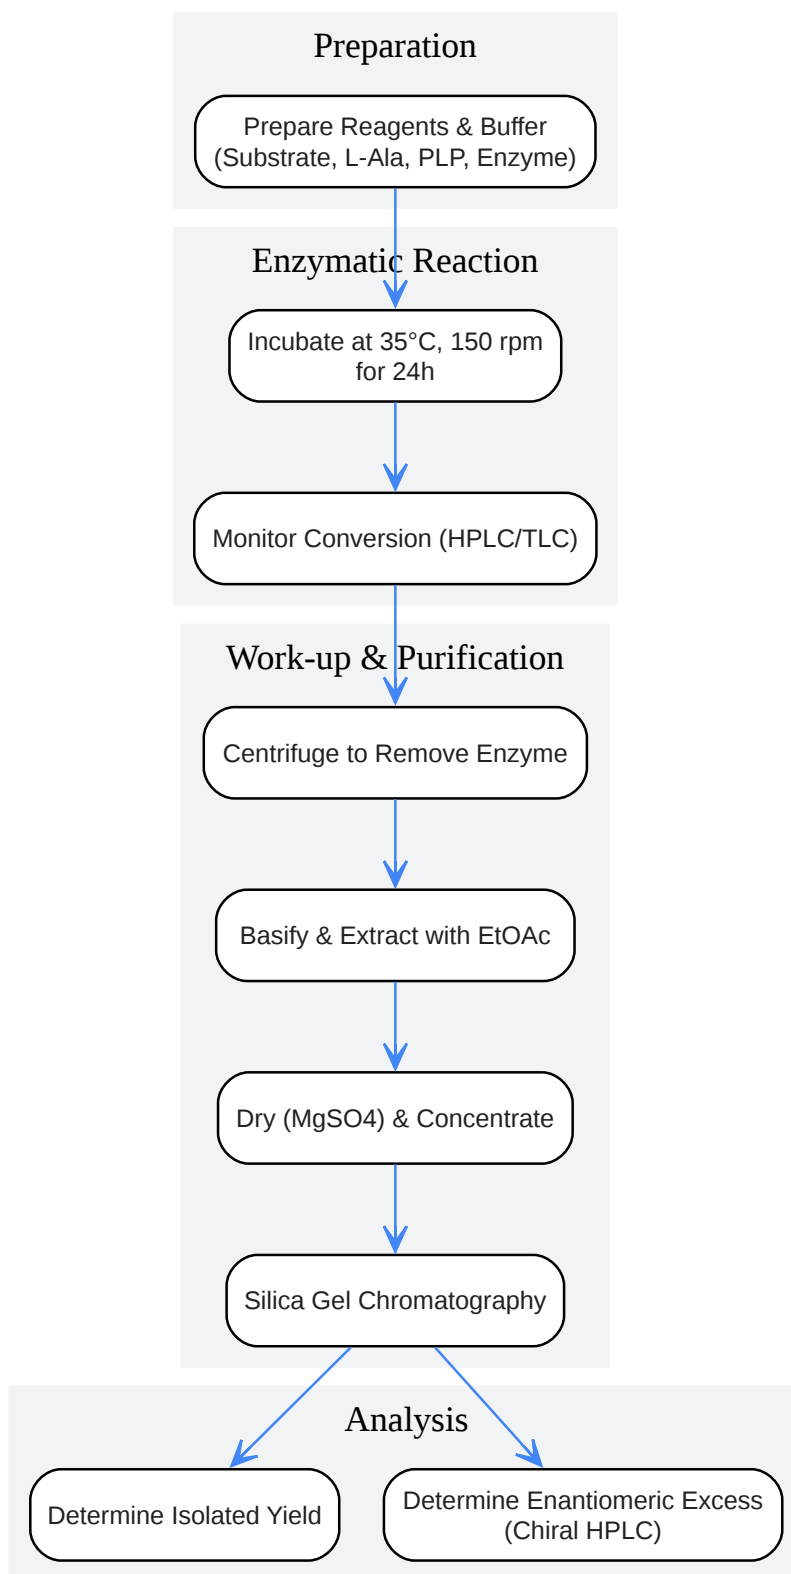 Preparation
Prepare Reagents & Buffer
(Substrate, L-Ala, PLP, Enzyme)
Enzymatic Reaction
Incubate at 35°C, 150 rpm
for 24h
Monitor Conversion (HPLC/TLC)
Work-up & Purification
Centrifuge to Remove Enzyme
Basify & Extract with EtOAc
Dry (MgSO4) & Concentrate
Silica Gel Chromatography
Analysis
Determine Isolated Yield
Determine Enantiomeric Excess
(Chiral HPLC)